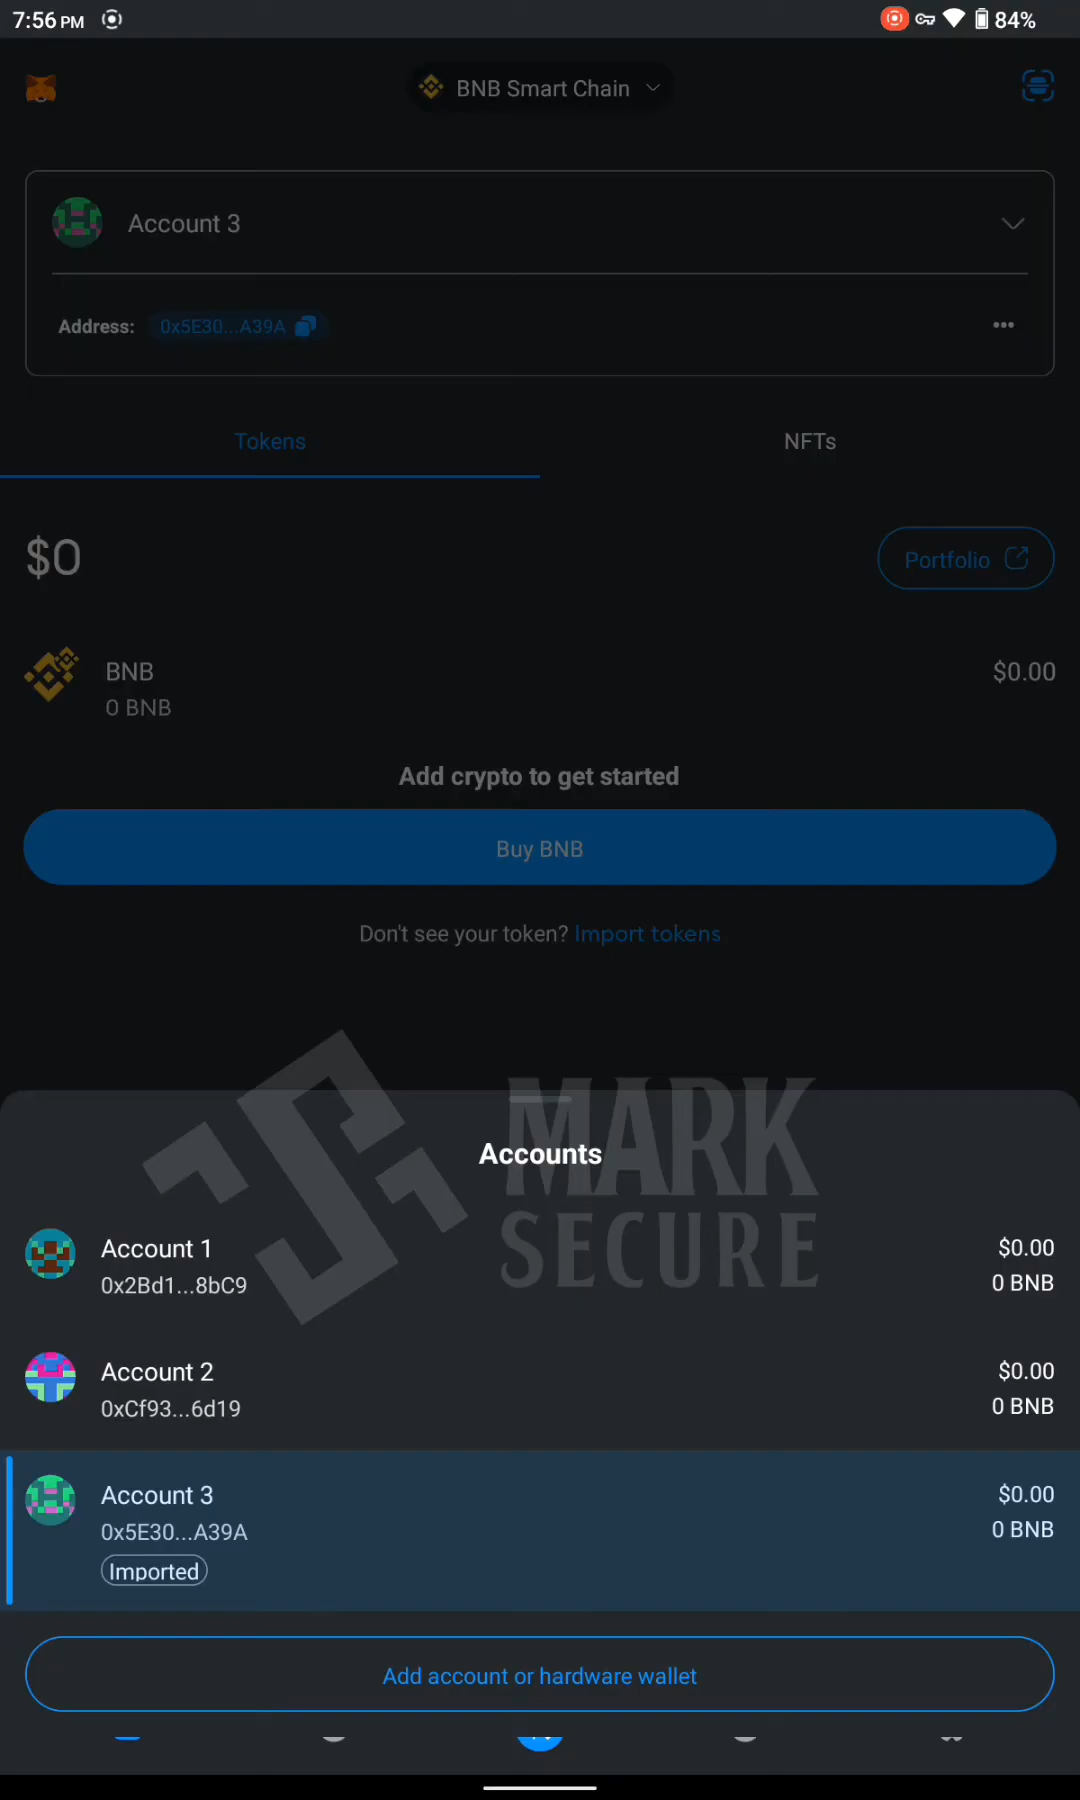 7:56 PM
84%
BNB Smart Chain
Account 3
Address: 0x5E30...A39A
Tokens
NFTs
$0
Portfolio
BNB
$0.00
0 BNB
Add crypto to get started
Buy BNB
Don't see your token? Import tokens
MARK
SECURE
Accounts
Account 1
$0.00
0x2Bd1...8bC9
0 BNB
Account 2
$0.00
0xCf93...6d19
0 BNB
Account 3
$0.00
0x5E30...A39A
0 BNB
Imported
Add account or hardware wallet